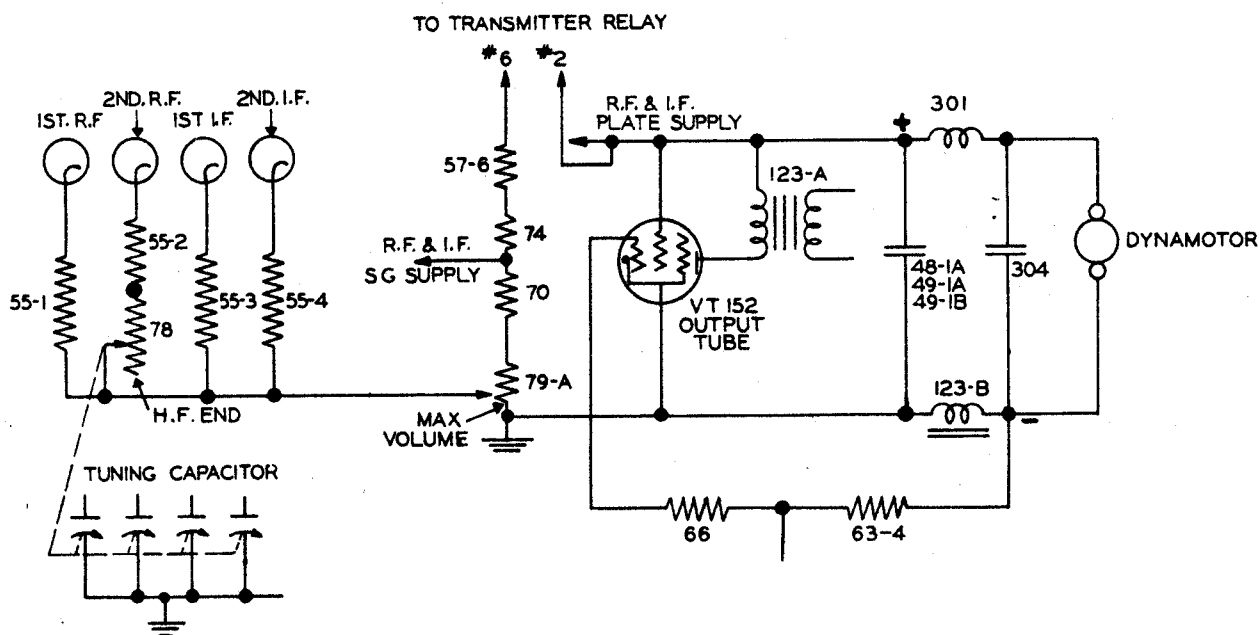 TO TRANSMITTER RELAY
#6 #2
1ST. R.F
2ND. R.F.
1ST I.F.
2ND. I.F.
R.F. & I.F.
PLATE SUPPLY
+
301
57-6
123-A
74
55-2
R.F. & I.F.
SG SUPPLY
DYNAMOTOR
48-1A
49-1A
49-1B
304
55-1
55-3
55-4
70
VT 152
OUTPUT
TUBE
78
79-A
123-B
H.F. END
MAX
VOLUME
-
TUNING CAPACITOR
66
63-4